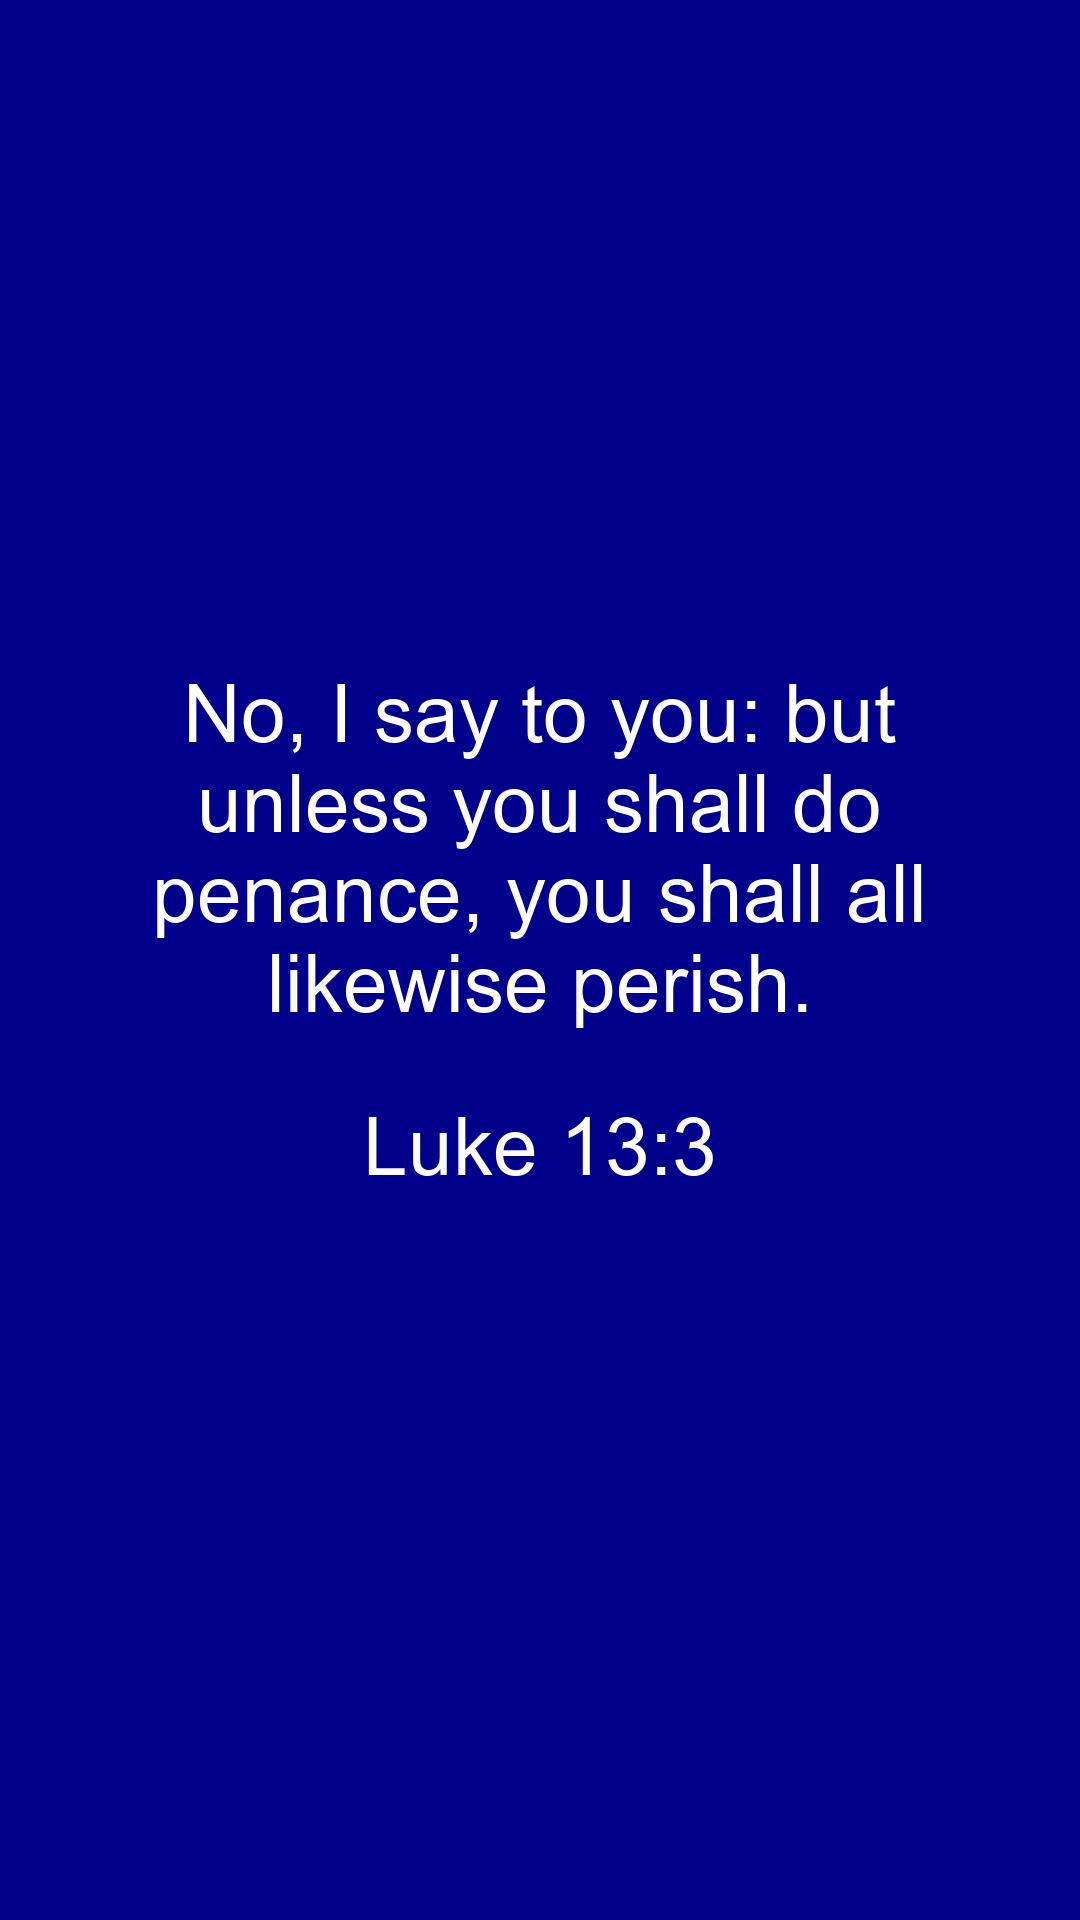 No, I say to you: but
unless you shall do
penance, you shall all
likewise perish.
Luke 13:3